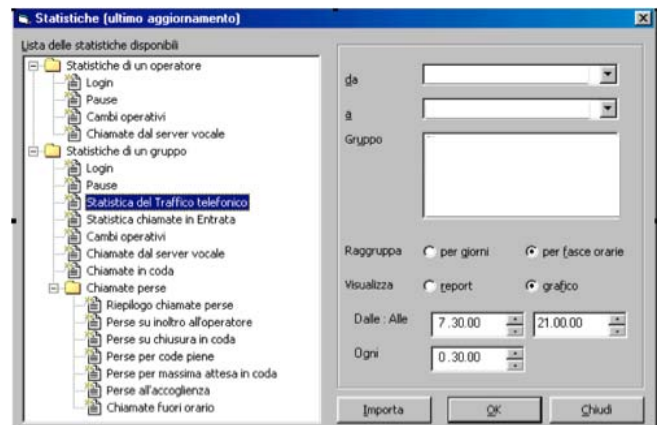 Statistiche (ultimo aggiornamento)
Lista delle statistiche disponibili
Statistiche di un operatore
Login
Pause
Cambi operativi
Chiamate dal server vocale
Statistiche di un gruppo
Login
Pause
Statistica del Traffico telefonico
Statistica chiamate in Entrata
Cambi operativi
Chiamate dal server vocale
Chiamate in coda
Chiamate perse
Riepilogo chiamate perse
Perse su inoltro all'operatore
Perse su chiusura in coda
Perse per code piene
Perse per massima attesa in coda
Perse all'accoglienza
Chiamate fuori orario
da
a
Gruppo
Raggruppa per giorni per fasce orarie
Visualizza report grafico
Dalle : Alle 7.30.00 21.00.00
Ogni 0.30.00
Importa OK Chiudi